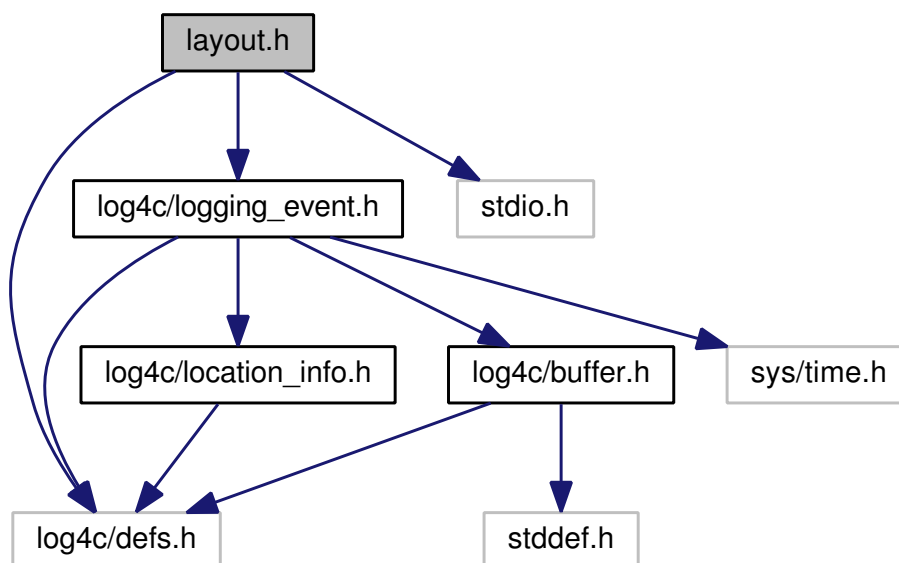 layout.h
log4c/logging_event.h
stdio.h
log4c/location_info.h
log4c/buffer.h
sys/time.h
log4c/defs.h
stddef.h